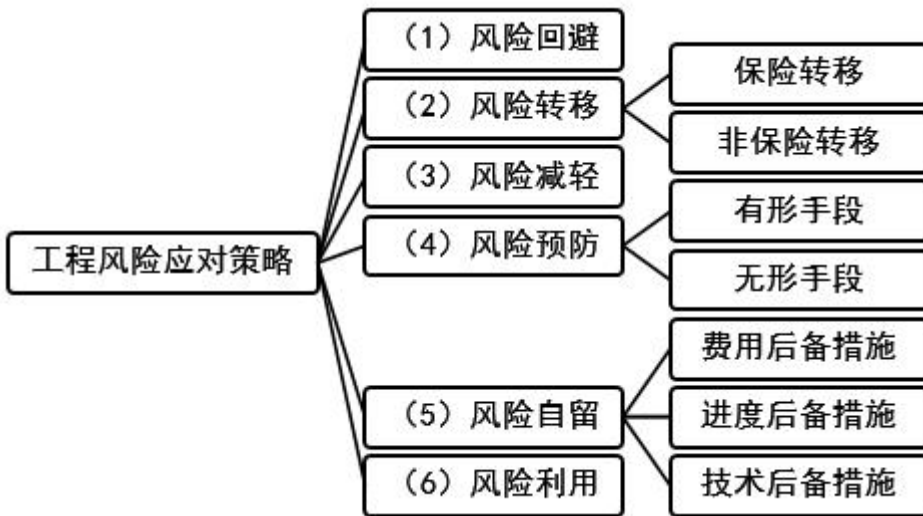 工程风险应对策略
（1）风险回避
（2）风险转移
保险转移
非保险转移
（3）风险减轻
（4）风险预防
有形手段
无形手段
（5）风险自留
费用后备措施
进度后备措施
技术后备措施
（6）风险利用